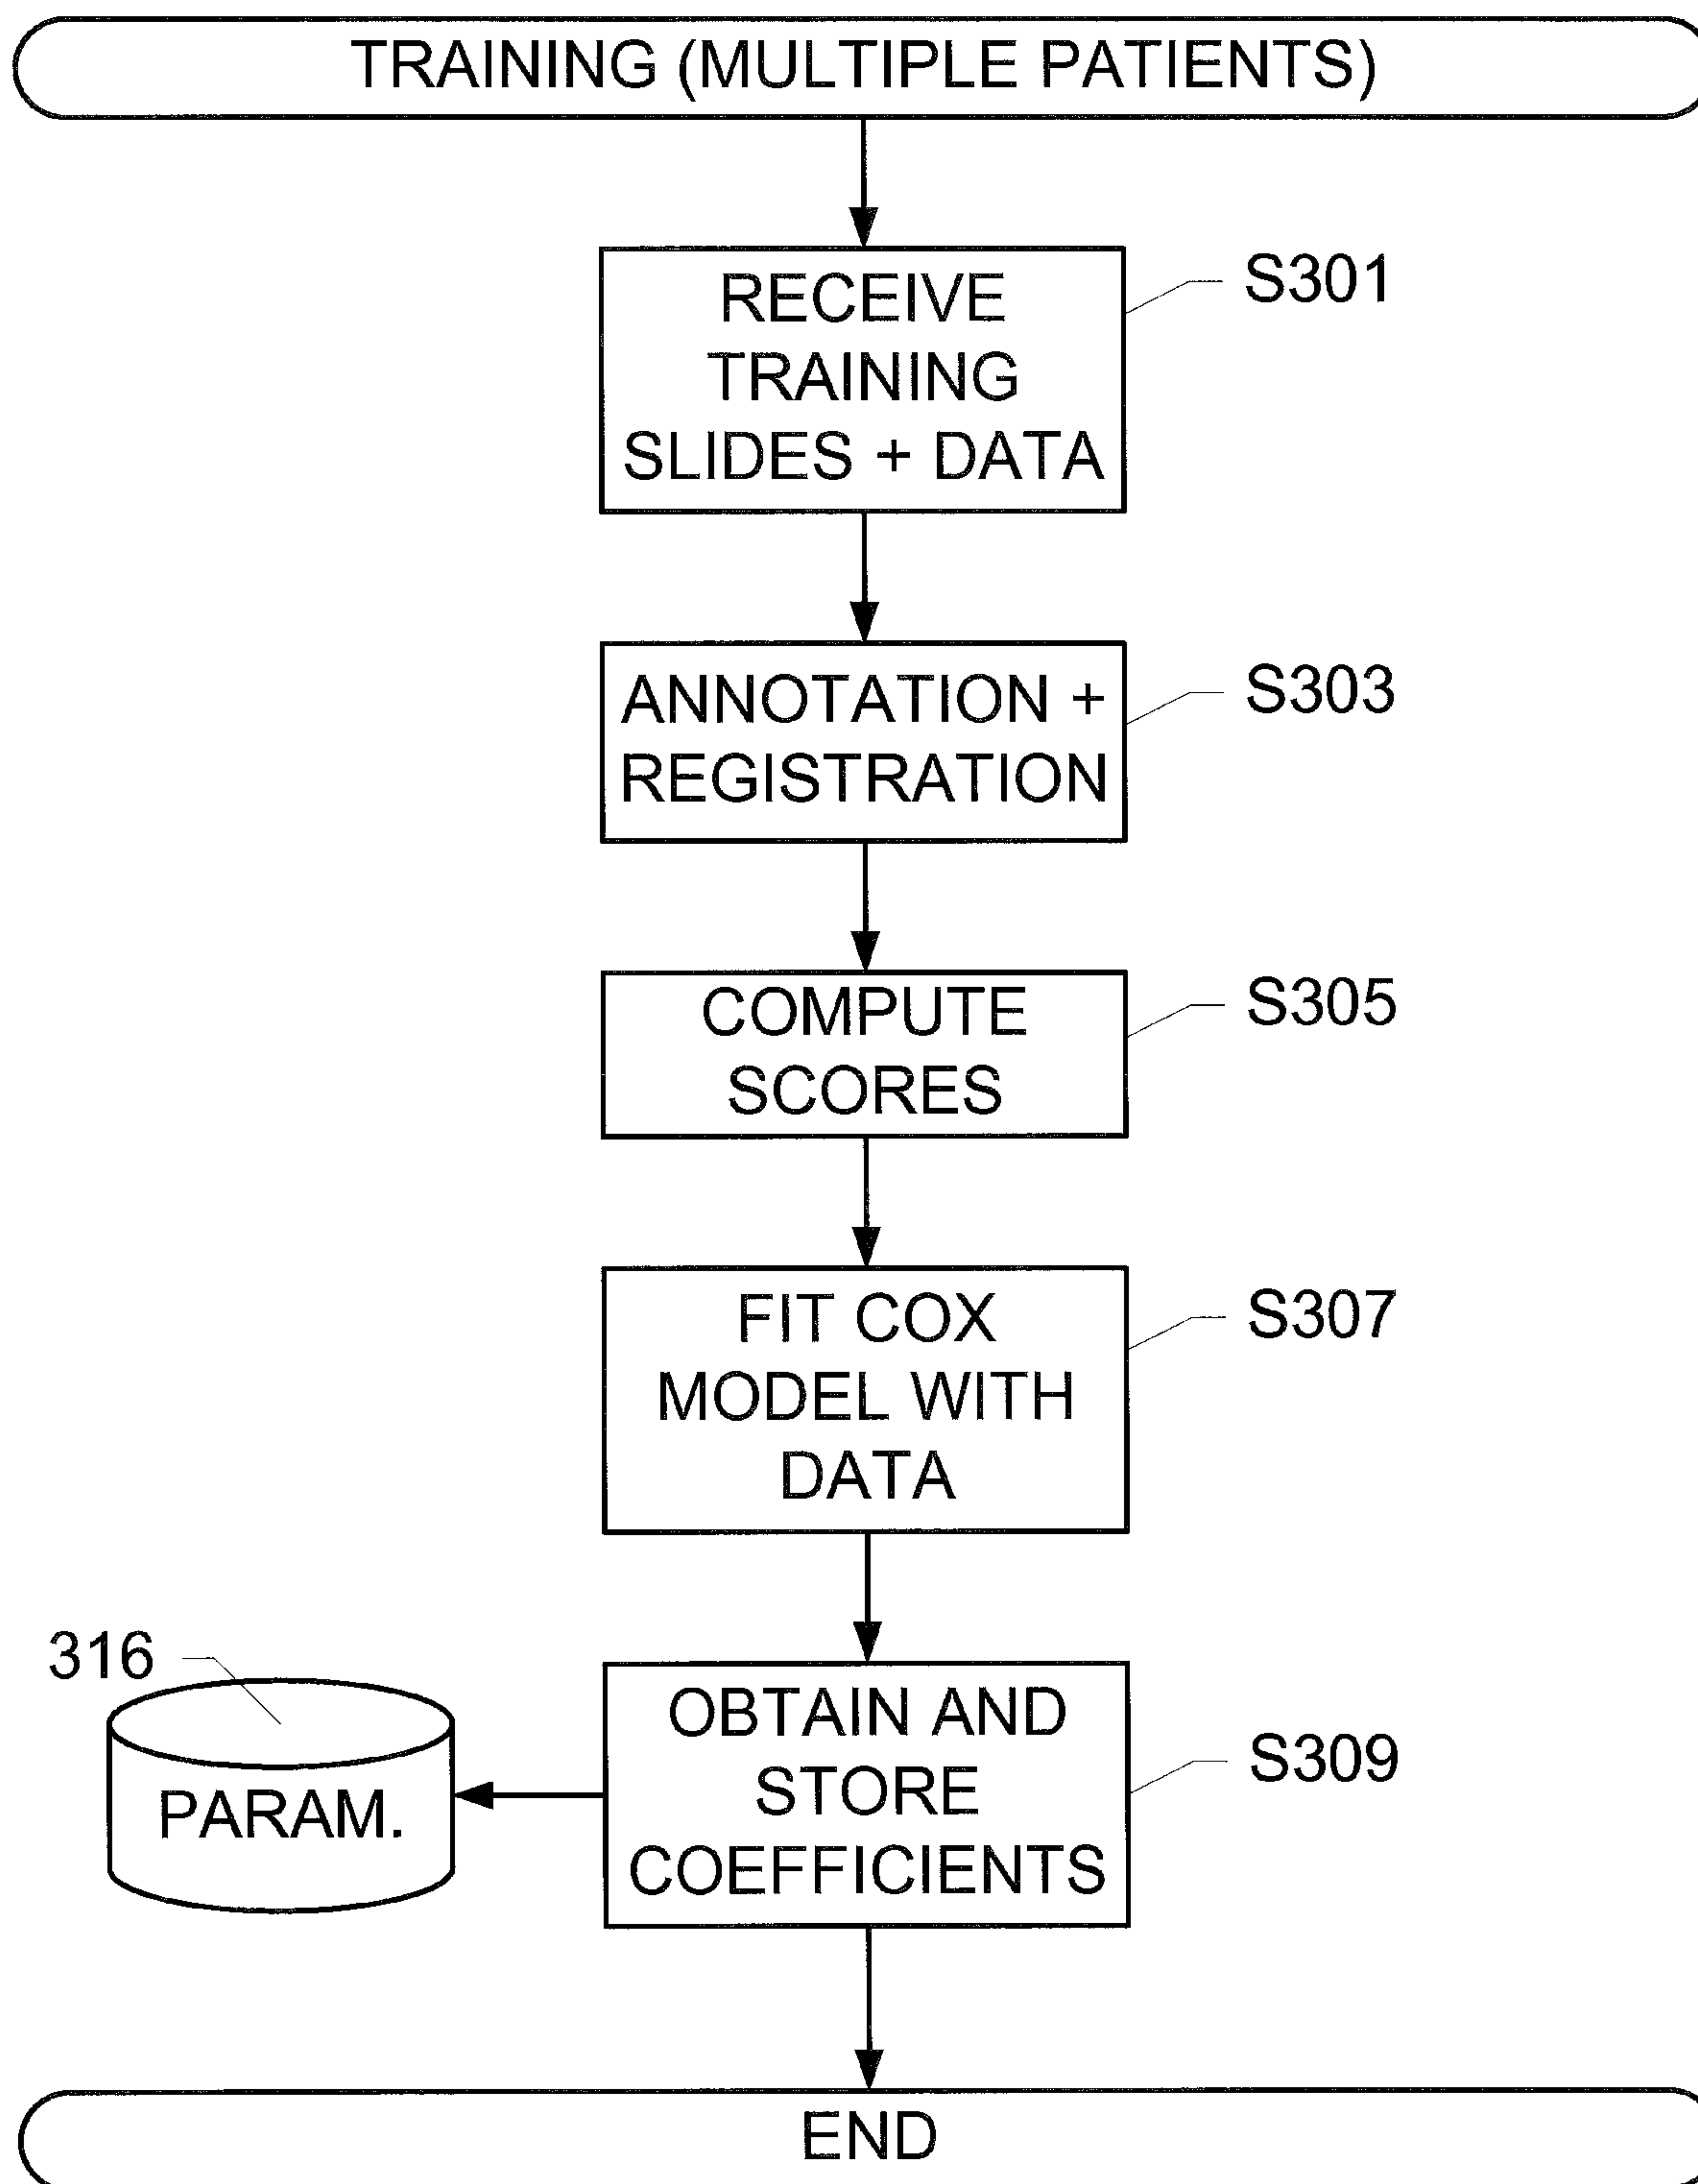 TRAINING (MULTIPLE PATIENTS)
RECEIVE
TRAINING
SLIDES + DATA
S301
ANNOTATION +
REGISTRATION
S303
COMPUTE
SCORES
S305
FIT COX
MODEL WITH
DATA
S307
316
PARAM.
OBTAIN AND
STORE
COEFFICIENTS
S309
END